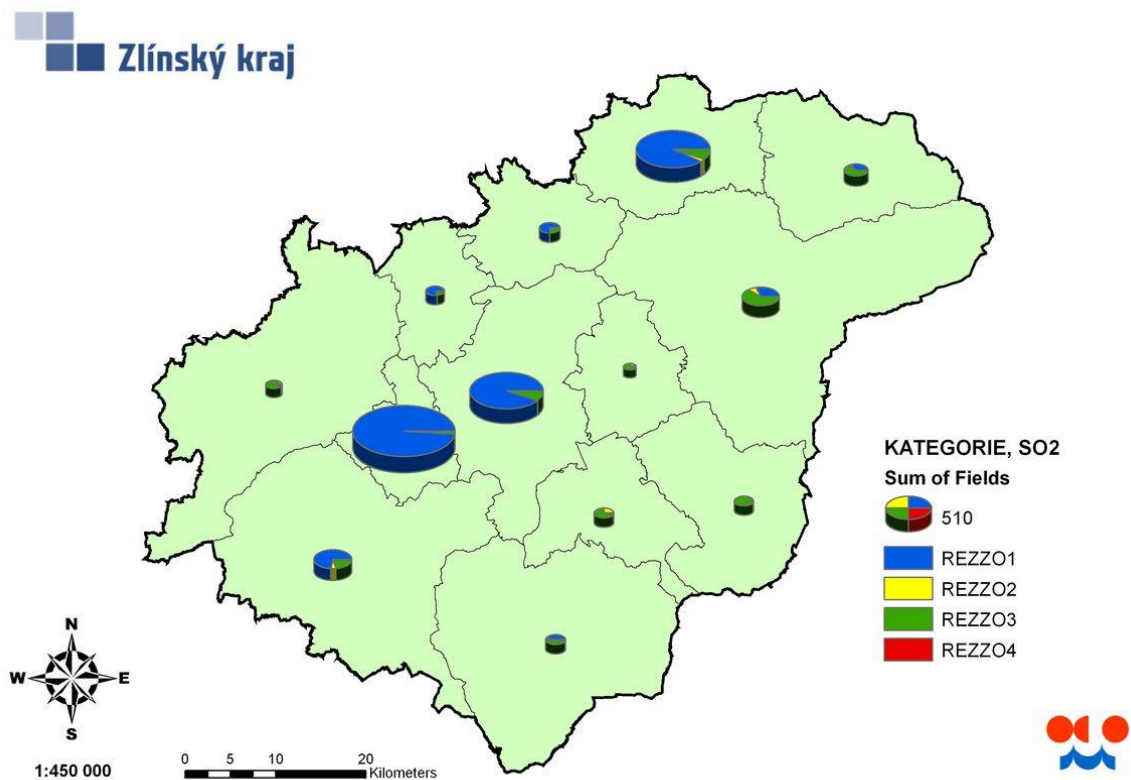 Zlínský kraj
KATEGORIE, SO2
Sum of Fields
510
REZZO1
REZZO2
REZZO3
REZZO4
N
W E
S
1:450 000
0 5 10 20
Kilometers